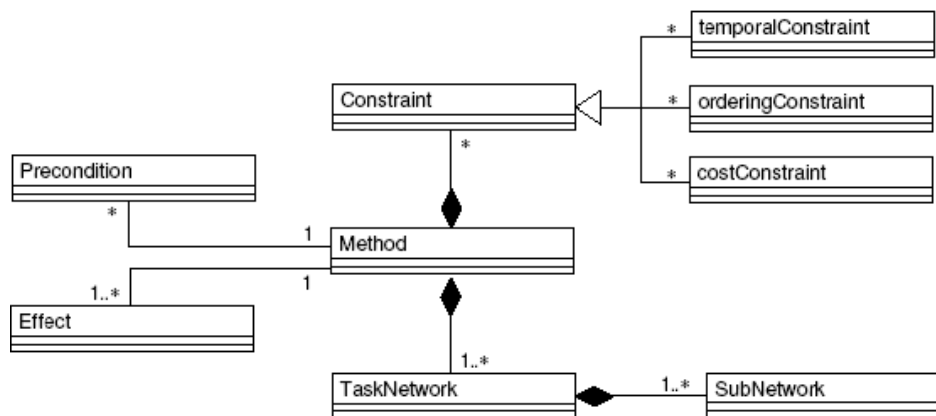 temporalConstraint
*
Constraint
* orderingConstraint
*
Precondition
* costConstraint
*
1
Method
1
1..*
Effect
1..*
TaskNetwork
1..*
SubNetwork